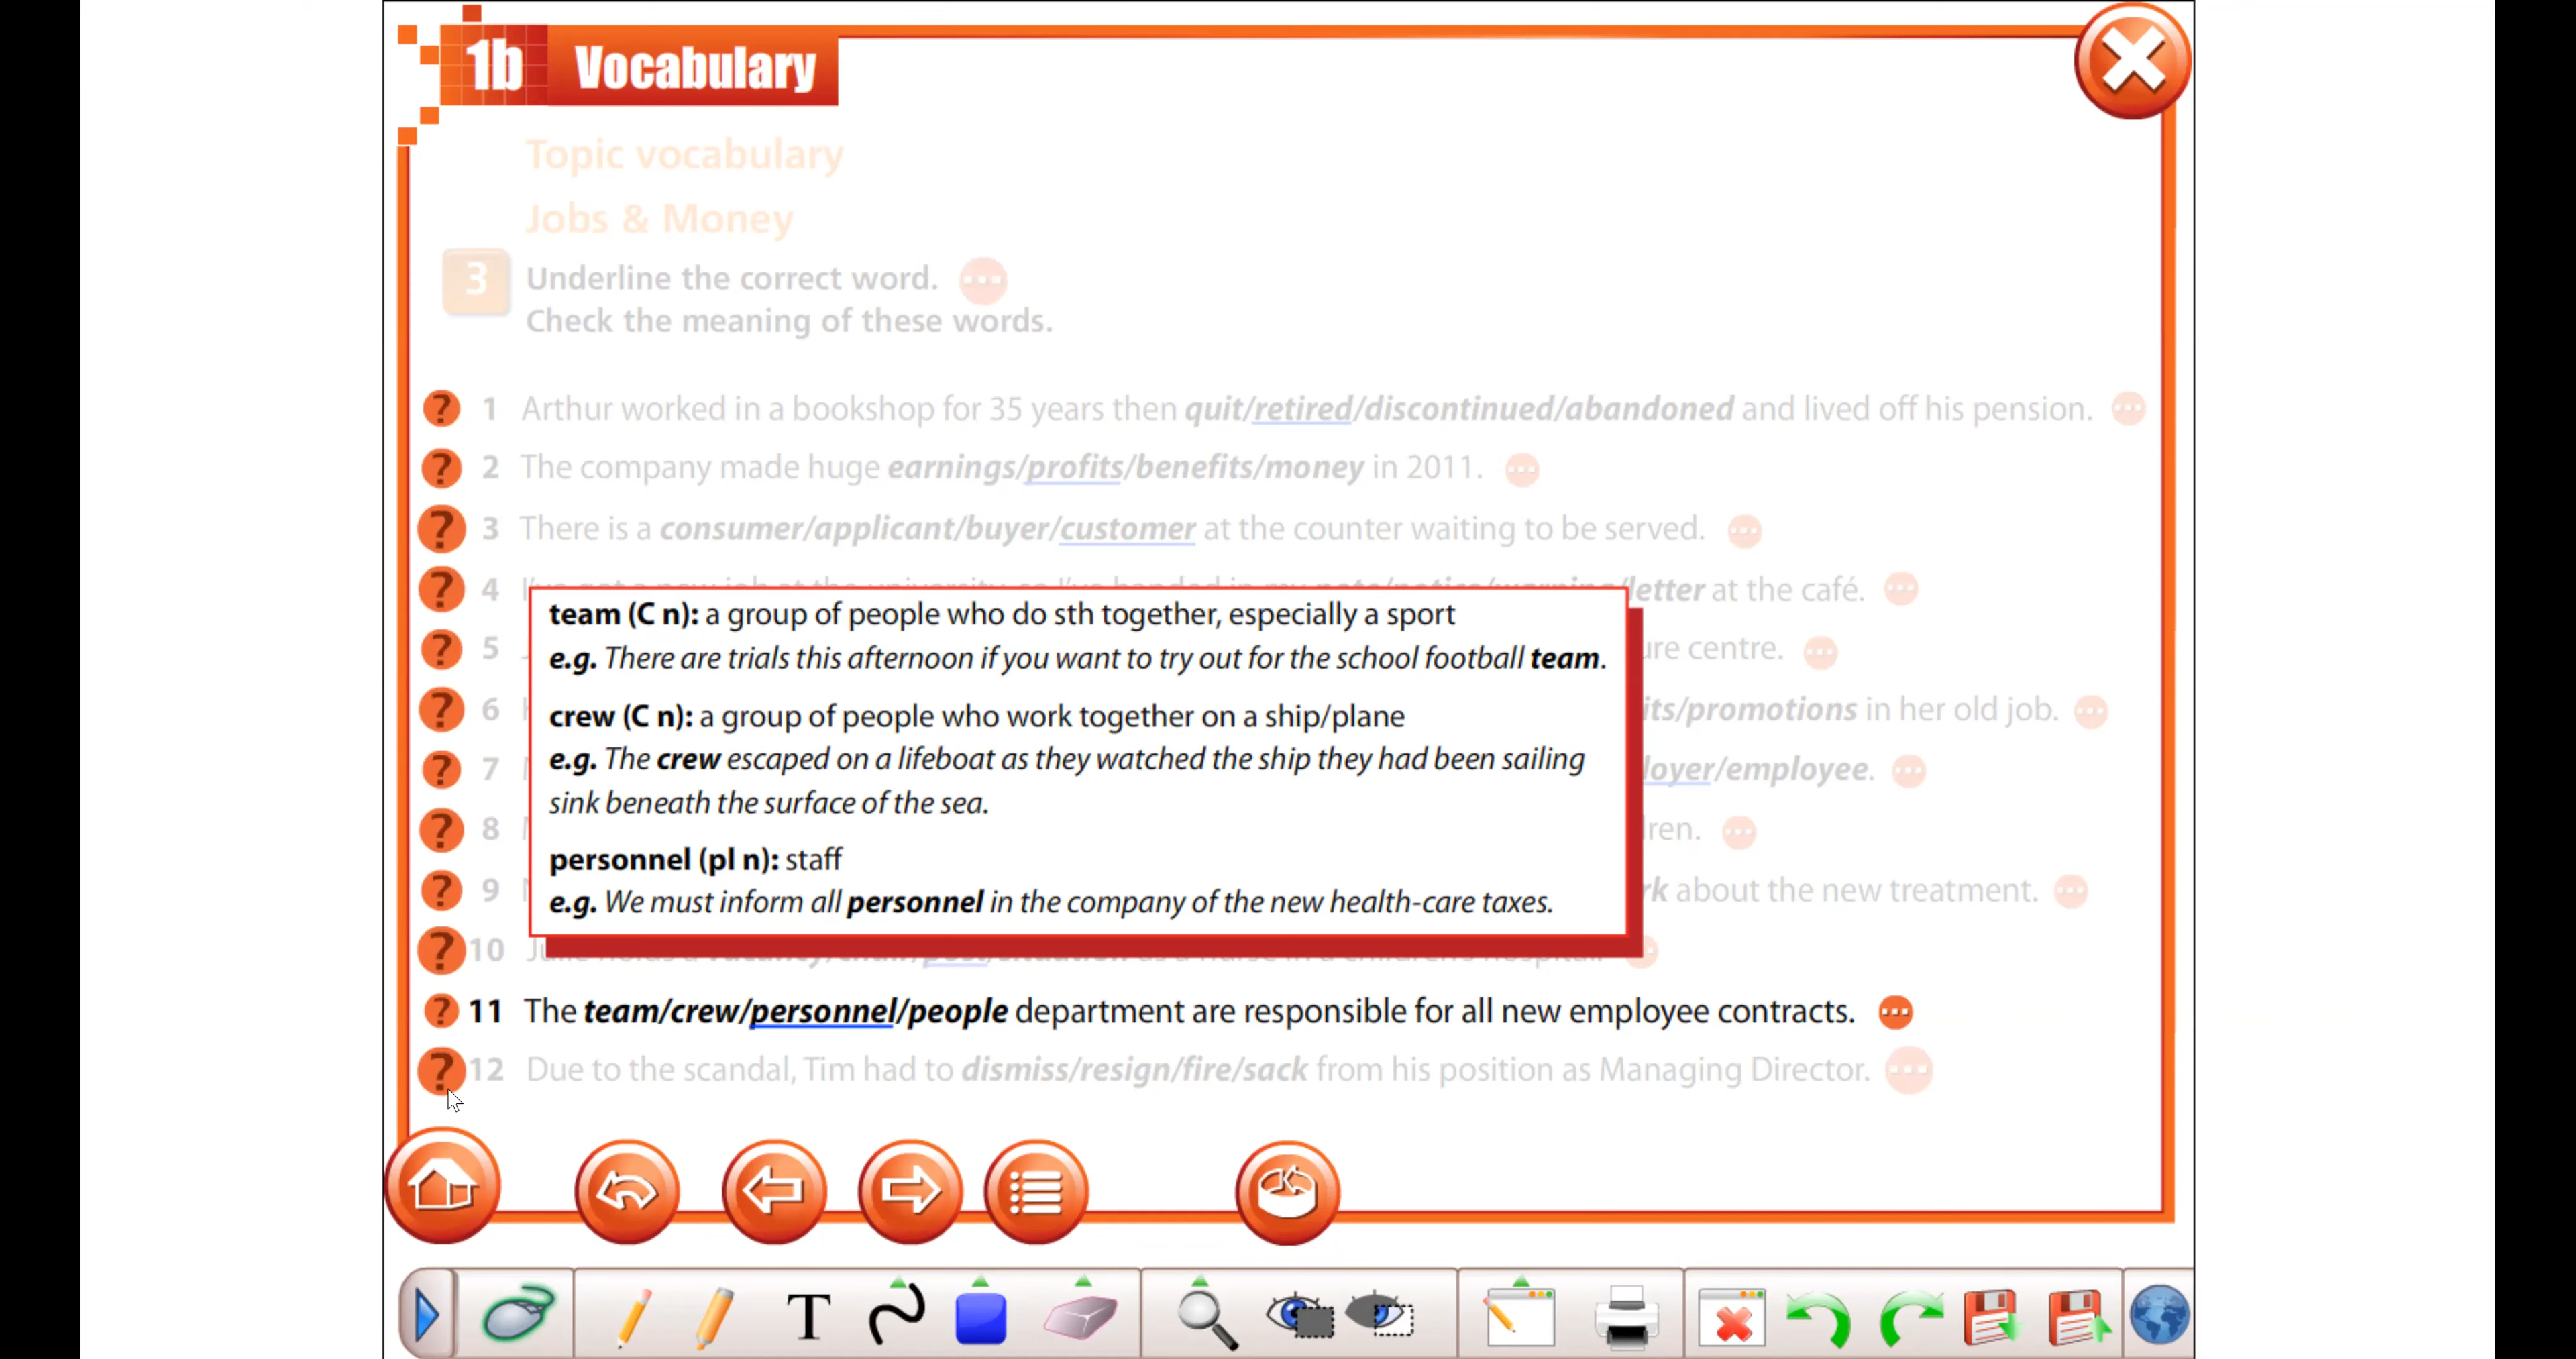 1b Vocabulary
Topic vocabulary
Jobs & Money
3 Underline the correct word.
Check the meaning of these words.
? 1 Arthur worked in a bookshop for 35 years then quit/retired/discontinued/abandoned and lived off his pension.
? 2 The company made huge earnings/profits/benefits/money in 2011.
? 3 There is a consumer/applicant/buyer/customer at the counter waiting to be served.
? 4 /letter at the café.
team (C n): a group of people who do sth together, especially a sport
e.g. There are trials this afternoon if you want to try out for the school football team.
crew (C n): a group of people who work together on a ship/plane
e.g. The crew escaped on a lifeboat as they watched the ship they had been sailing
sink beneath the surface of the sea.
personnel (pl n): staff
e.g. We must inform all personnel in the company of the new health-care taxes.
? 5 centre.
? 6 /promotions in her old job.
? 7 /employee.
? 8
? 9 about the new treatment.
? 10
? 11 The team/crew/personnel/people department are responsible for all new employee contracts.
? 12 Due to the scandal, Tim had to dismiss/resign/fire/sack from his position as Managing Director.
T